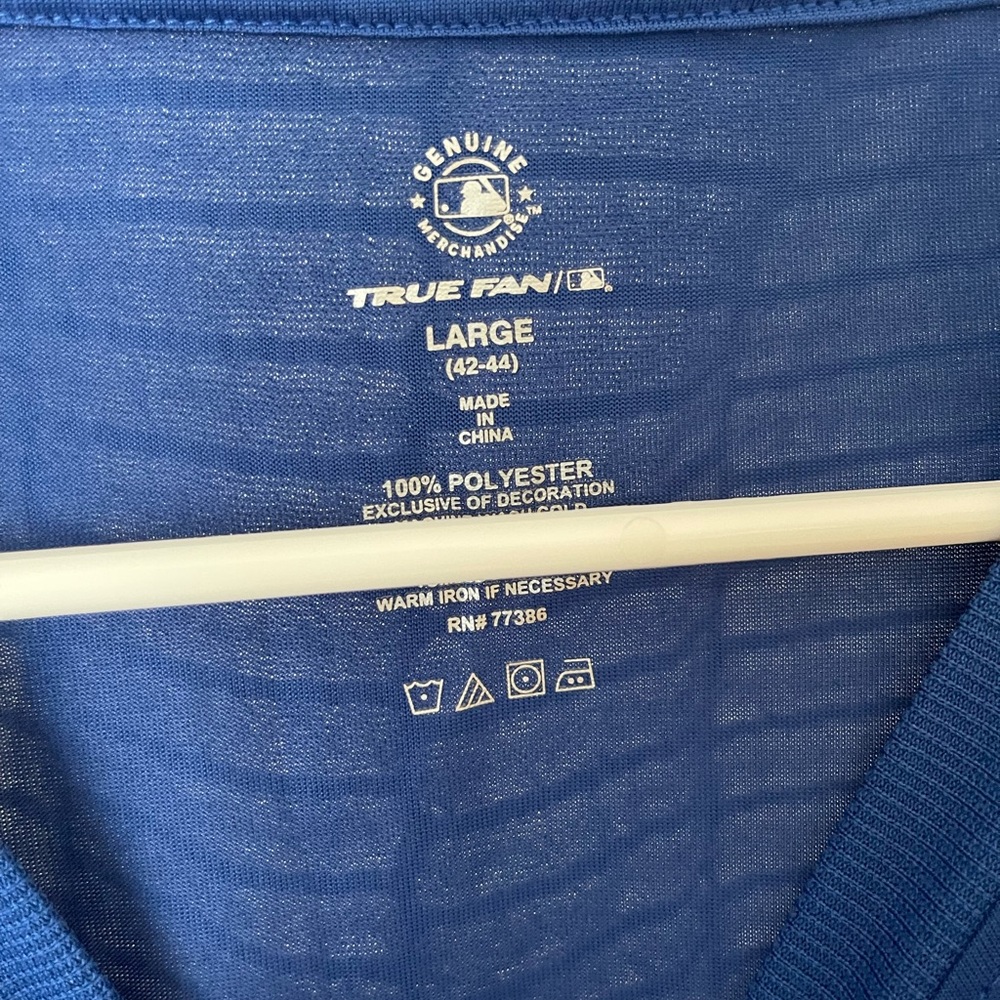 GENUINE
MERCHANDISE™
TRUE FAN/
LARGE
(42-44)
MADE
IN
CHINA
100% POLYESTER
EXCLUSIVE OF DECORATION
WARM IRON IF NECESSARY
RN# 77386